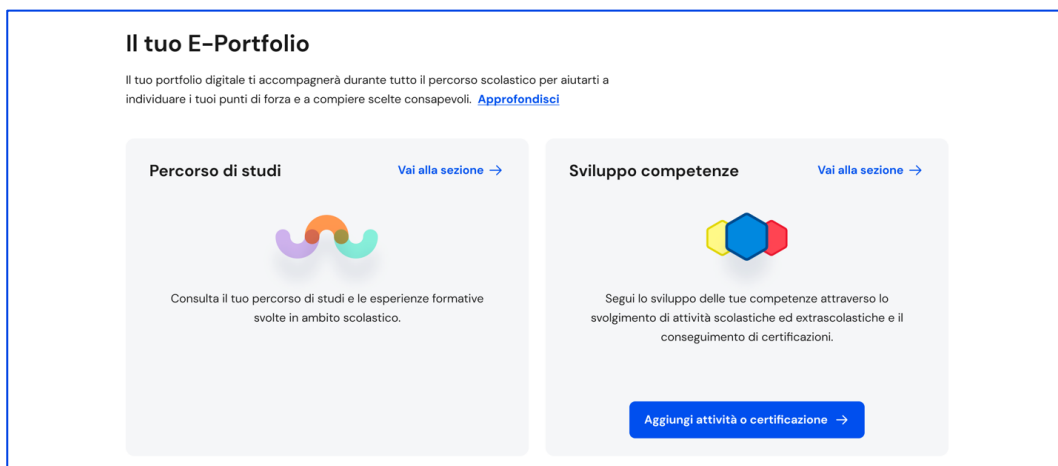 Il tuo E-Portfolio
Il tuo portfolio digitale ti accompagnerà durante tutto il percorso scolastico per aiutarti a
individuare i tuoi punti di forza e a compiere scelte consapevoli. Approfondisci
Percorso di studi
Vai alla sezione →
Consulta il tuo percorso di studi e le esperienze formative
svolte in ambito scolastico.
Sviluppo competenze
Vai alla sezione →
Segui lo sviluppo delle tue competenze attraverso lo
svolgimento di attività scolastiche ed extrascolastiche e il
conseguimento di certificazioni.
Aggiungi attività o certificazione →